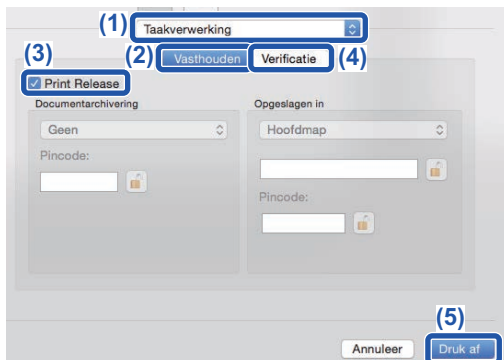 (1) Taakverwerking
(2) Vasthouden Verificatie (4)
(3)
Print Release
Documentarchivering
Geen
Pincode:
Opgeslagen in
Hoofdmap
Pincode:
(5)
Annuleer Druk af